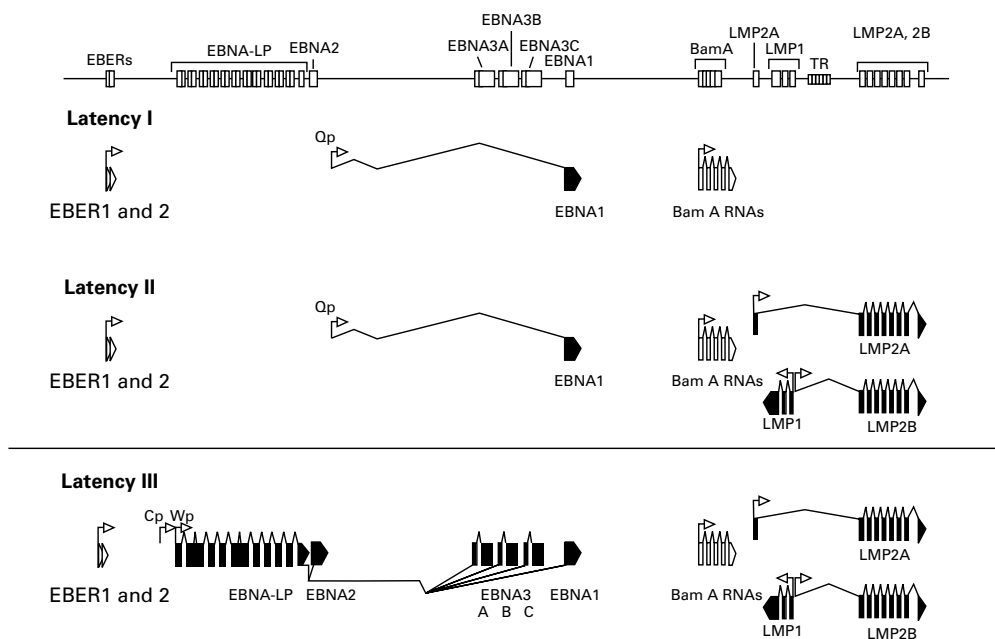 EBNA3B
EBNA3A
EBNA3C
EBNA1
EBERs
EBNA-LP
EBNA2
BamA
LMP2A
LMP1
TR
LMP2A, 2B
Latency I
Qp
EBER1 and 2
EBNA1
Bam A RNAs
Latency II
Qp
EBER1 and 2
EBNA1
Bam A RNAs
LMP2A
LMP1
LMP2B
Latency III
Cp
Wp
EBER1 and 2
EBNA-LP
EBNA2
EBNA3
A B C
EBNA1
Bam A RNAs
LMP2A
LMP1
LMP2B